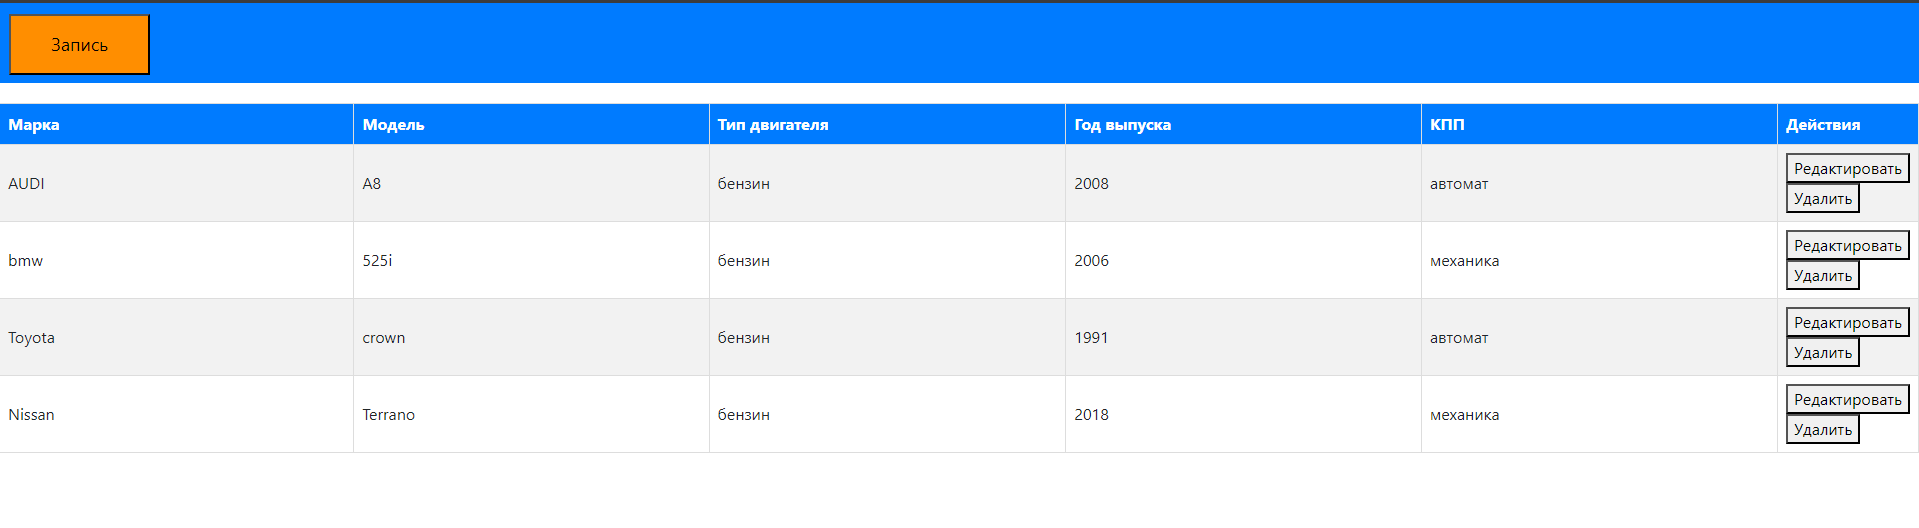 Запись
Марка Модель Тип двигателя Год выпуска КПП Действия
AUDI A8 бензин 2008 автомат Редактировать
Удалить
bmw 525i бензин 2006 механика Редактировать
Удалить
Toyota crown бензин 1991 автомат Редактировать
Удалить
Nissan Terrano бензин 2018 механика Редактировать
Удалить